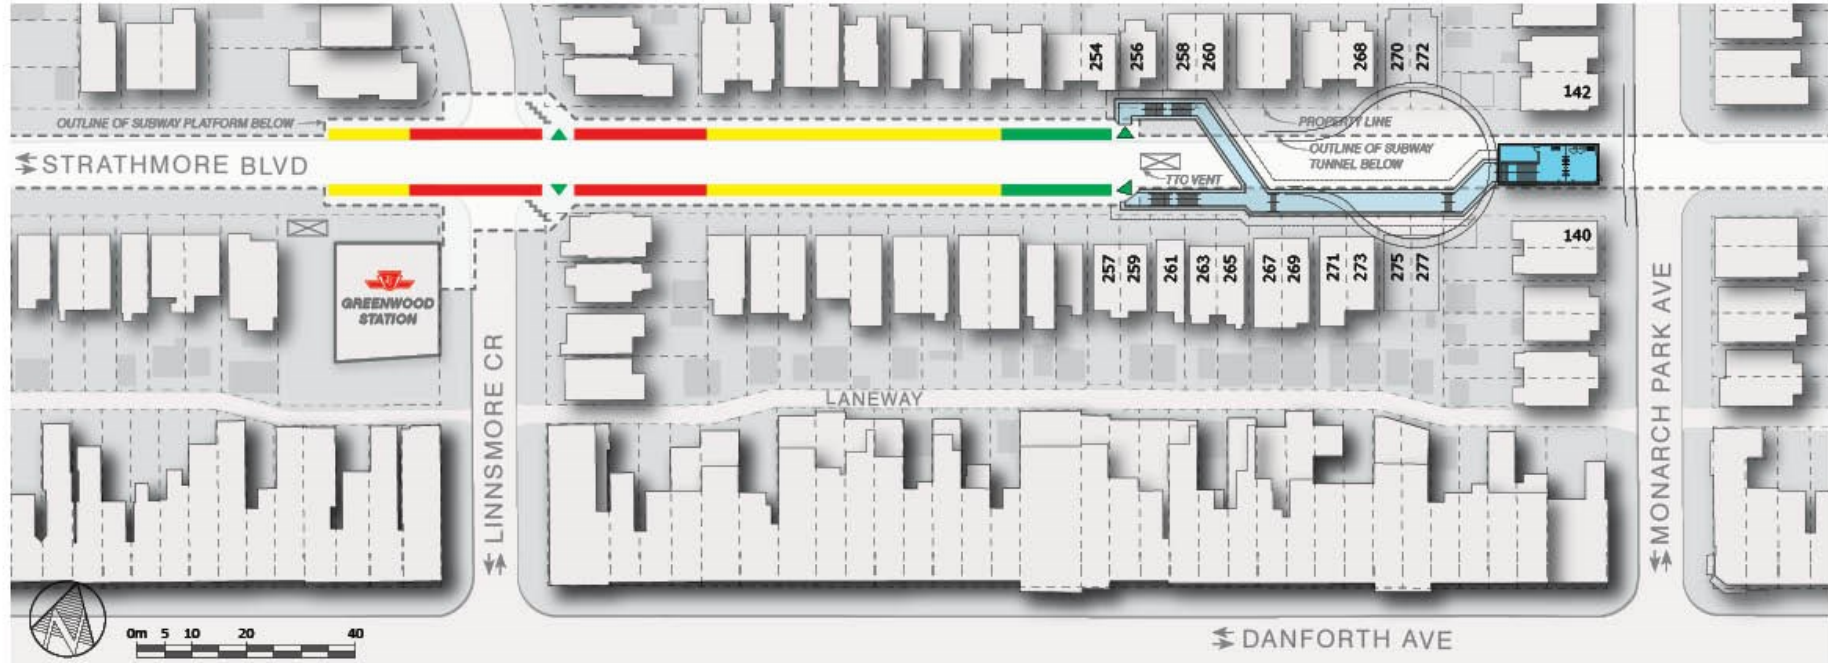 254
256
258
260
268
270
272
142
OUTLINE OF SUBWAY PLATFORM BELOW
PROPERTY LINE
OUTLINE OF SUBWAY
TUNNEL BELOW
STRATHMORE BLVD
TTC VENT
140
GREENWOOD
STATION
257
259
261
263
265
267
269
271
273
275
277
LINNSMORE CR
MONARCH PARK AVE
LANEWAY
0m 5 10 20 40
DANFORTH AVE